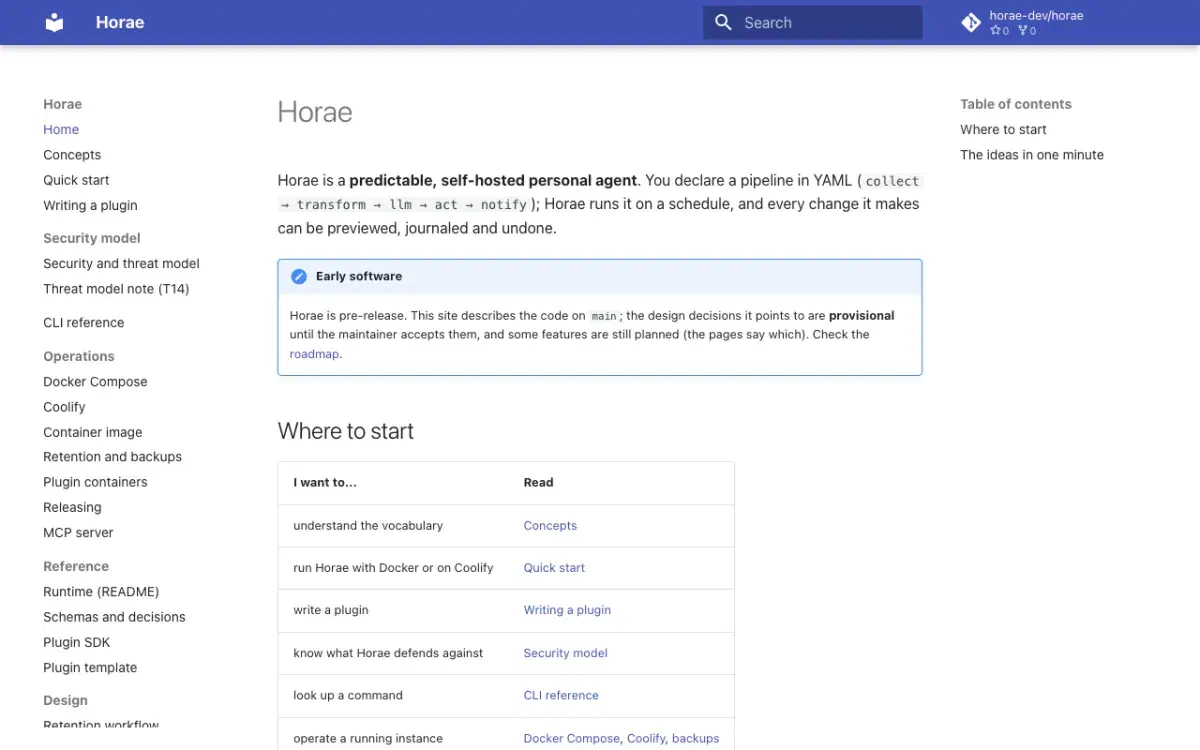 Horae
Search
horae-dev/horae
0 0
Horae
Home
Concepts
Quick start
Writing a plugin
Security model
Security and threat model
Threat model note (T14)
CLI reference
Operations
Docker Compose
Coolify
Container image
Retention and backups
Plugin containers
Releasing
MCP server
Reference
Runtime (README)
Schemas and decisions
Plugin SDK
Plugin template
Design
Retention workflow
Horae
Horae is a predictable, self-hosted personal agent. You declare a pipeline in YAML ( collect
→ transform → llm → act → notify ); Horae runs it on a schedule, and every change it makes
can be previewed, journaled and undone.
Early software
Horae is pre-release. This site describes the code on main ; the design decisions it points to are provisional
until the maintainer accepts them, and some features are still planned (the pages say which). Check the
roadmap.
Where to start
I want to... Read
understand the vocabulary Concepts
run Horae with Docker or on Coolify Quick start
write a plugin Writing a plugin
know what Horae defends against Security model
look up a command CLI reference
operate a running instance Docker Compose, Coolify, backups
Table of contents
Where to start
The ideas in one minute